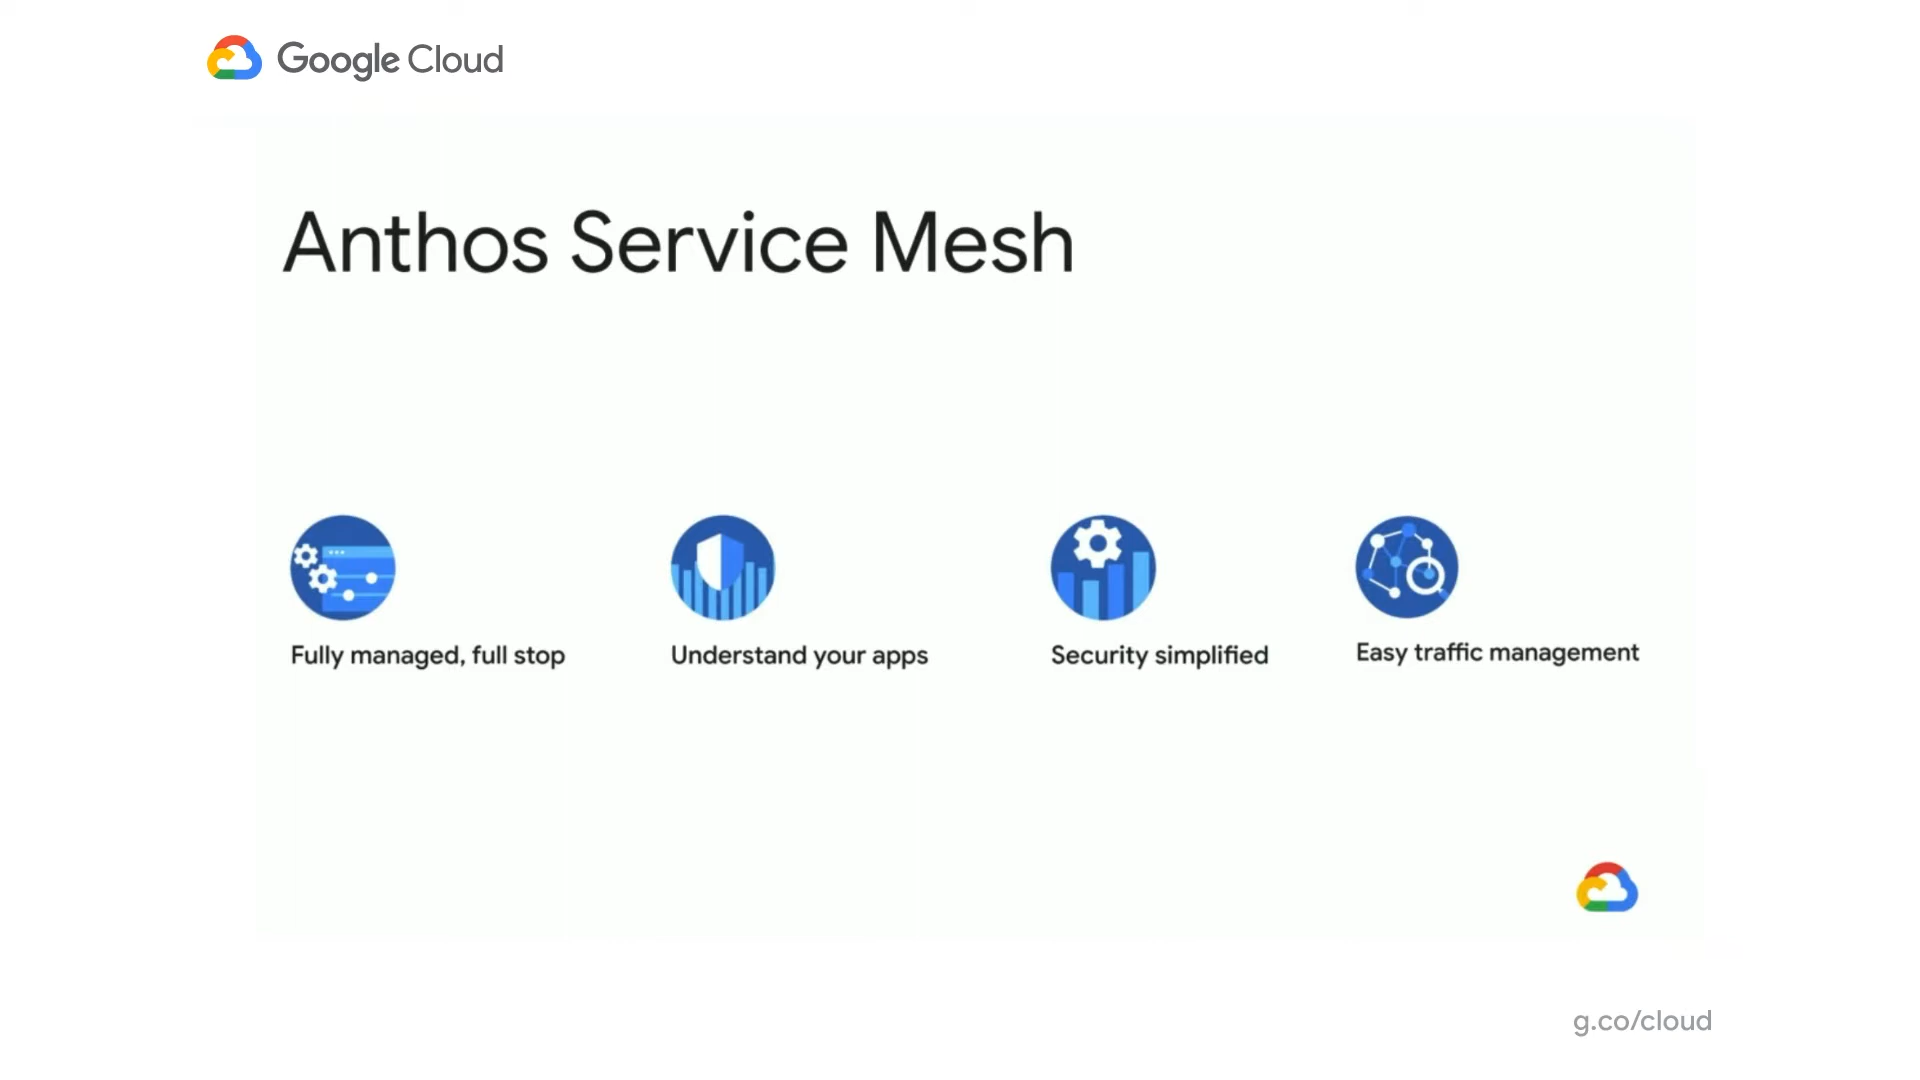 Google Cloud
Anthos Service Mesh
Fully managed, full stop
Understand your apps
Security simplified
Easy traffic management
g.co/cloud